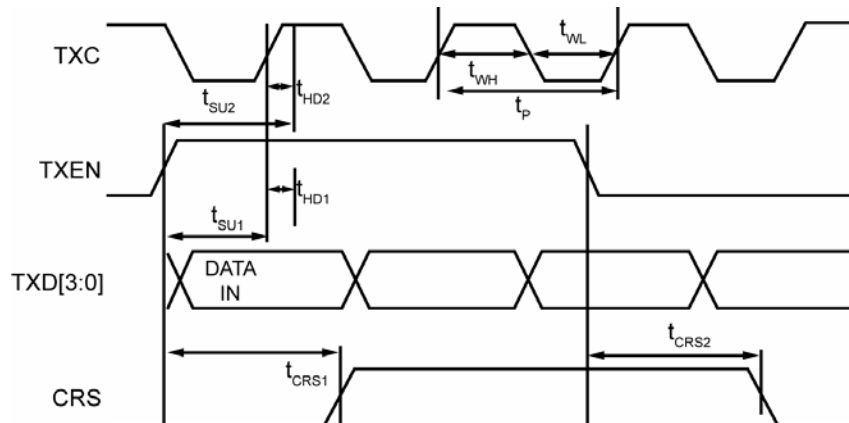 TXC
t_WL
t_WH
t_HD2
t_SU2
t_P
TXEN
t_HD1
t_SU1
TXD[3:0]
DATA
IN
t_CRS2
t_CRS1
CRS